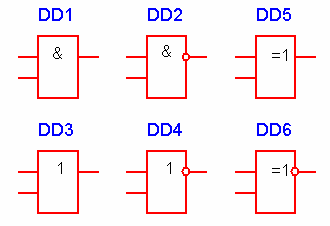 DD1 DD2 DD5
& & =1
DD3 DD4 DD6
1 1 =1